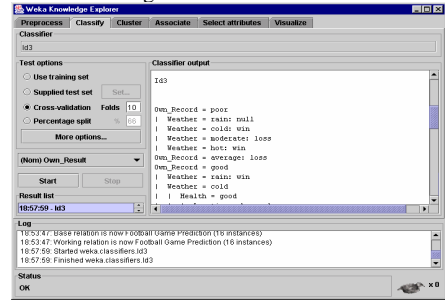 Weka Knowledge Explorer
Preprocess Classify Cluster Associate Select attributes Visualize
Classifier
Id3
Test options
Use training set
Supplied test set Set...
Cross-validation Folds 10
Percentage split % 66
More options...
(Nom) Own_Result
Start Stop
Result list
18:57:59 - Id3
Classifier output
Id3
Own_Record = poor
| Weather = rain: null
| Weather = cold: win
| Weather = moderate: loss
| Weather = hot: win
Own_Record = average: loss
Own_Record = good
| Weather = rain: win
| Weather = cold
| | Health = good
Log
18:53:47: Base relation is now Football Game Prediction (16 instances)
18:53:47: Working relation is now Football Game Prediction (16 instances)
18:57:59: Started weka.classifiers.Id3
18:57:59: Finished weka.classifiers.Id3
Status
OK
x 0